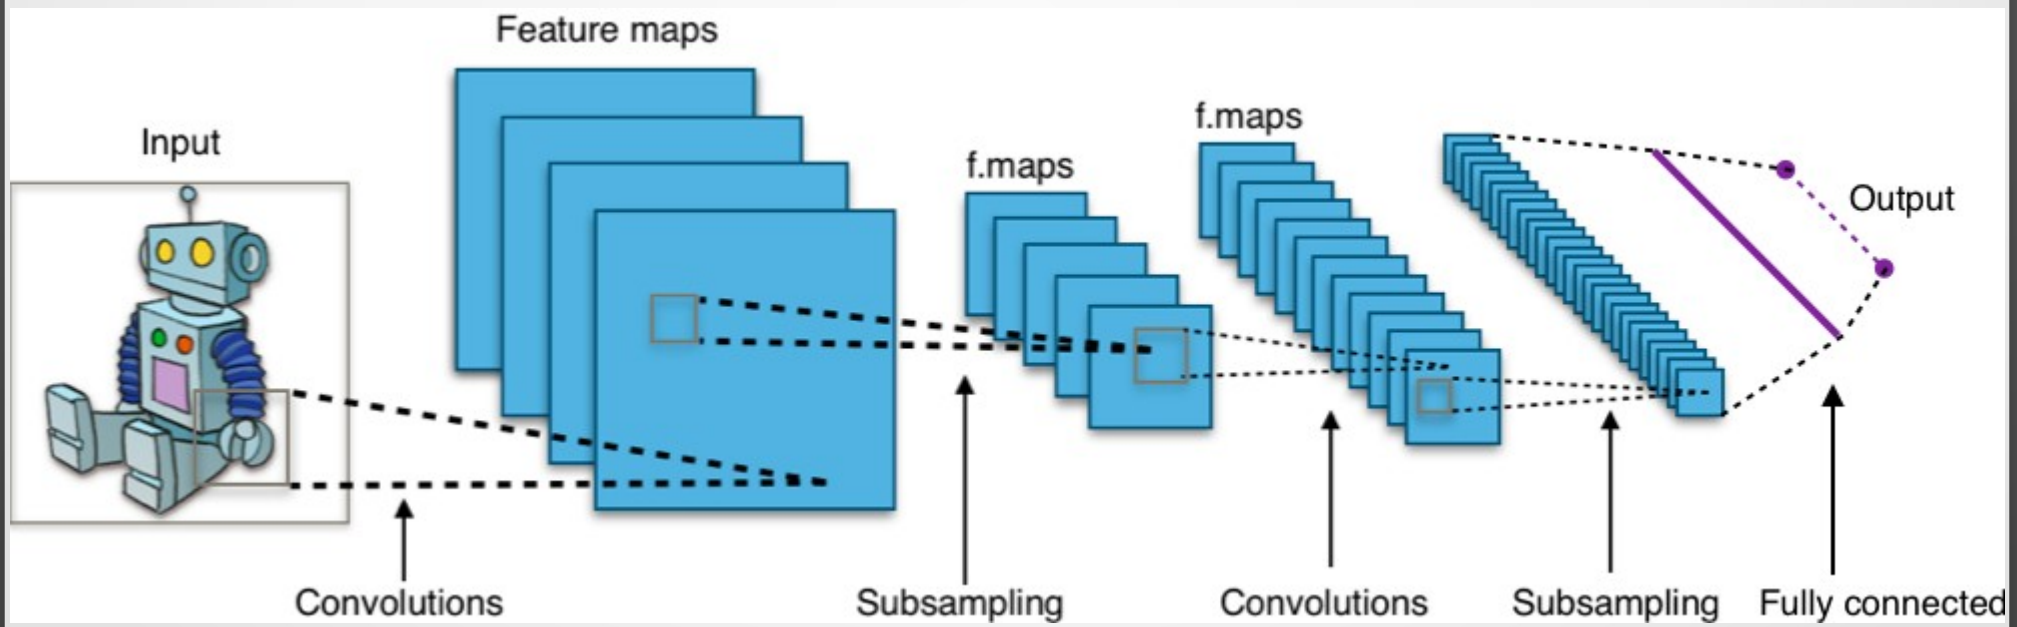 Feature maps
Input
f.maps
f.maps
Output
Convolutions
Subsampling
Convolutions
Subsampling
Fully connected